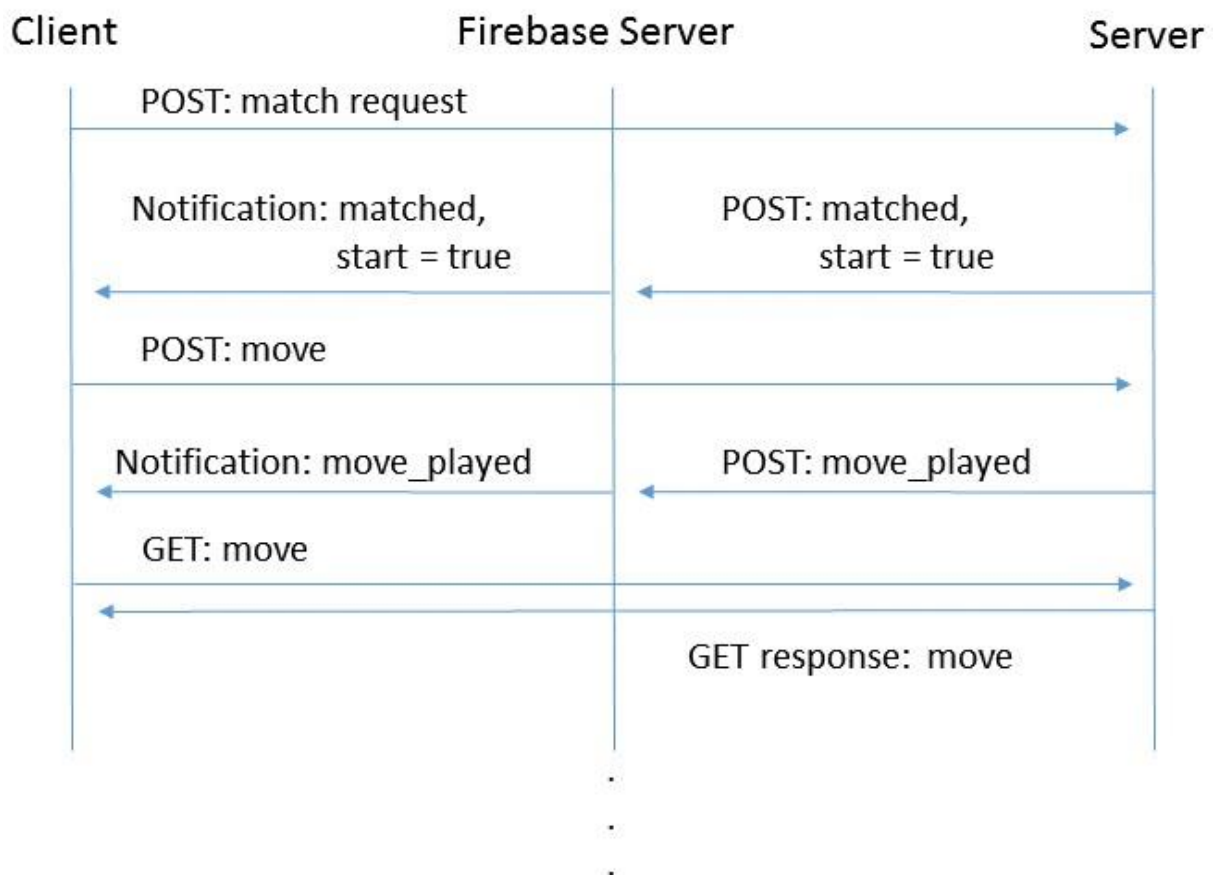 Client
Firebase Server
Server
POST: match request
Notification: matched,
start = true
POST: matched,
start = true
POST: move
Notification: move_played
POST: move_played
GET: move
GET response: move
.
.
.